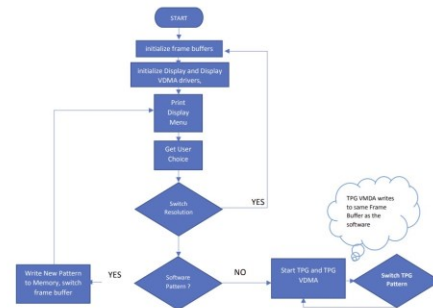 START
initialize frame buffers
initialize Display and Display
VDMA drivers,
Print
Display
Menu
Get User
Choice
Switch
Resolution
YES
TPG VMDA writes
to same Frame
Buffer as the
software
Write New Pattern
to Memory, switch
frame buffer
YES
Software
Pattern ?
NO
Start TPG and TPG
VDMA
Switch TPG
Pattern